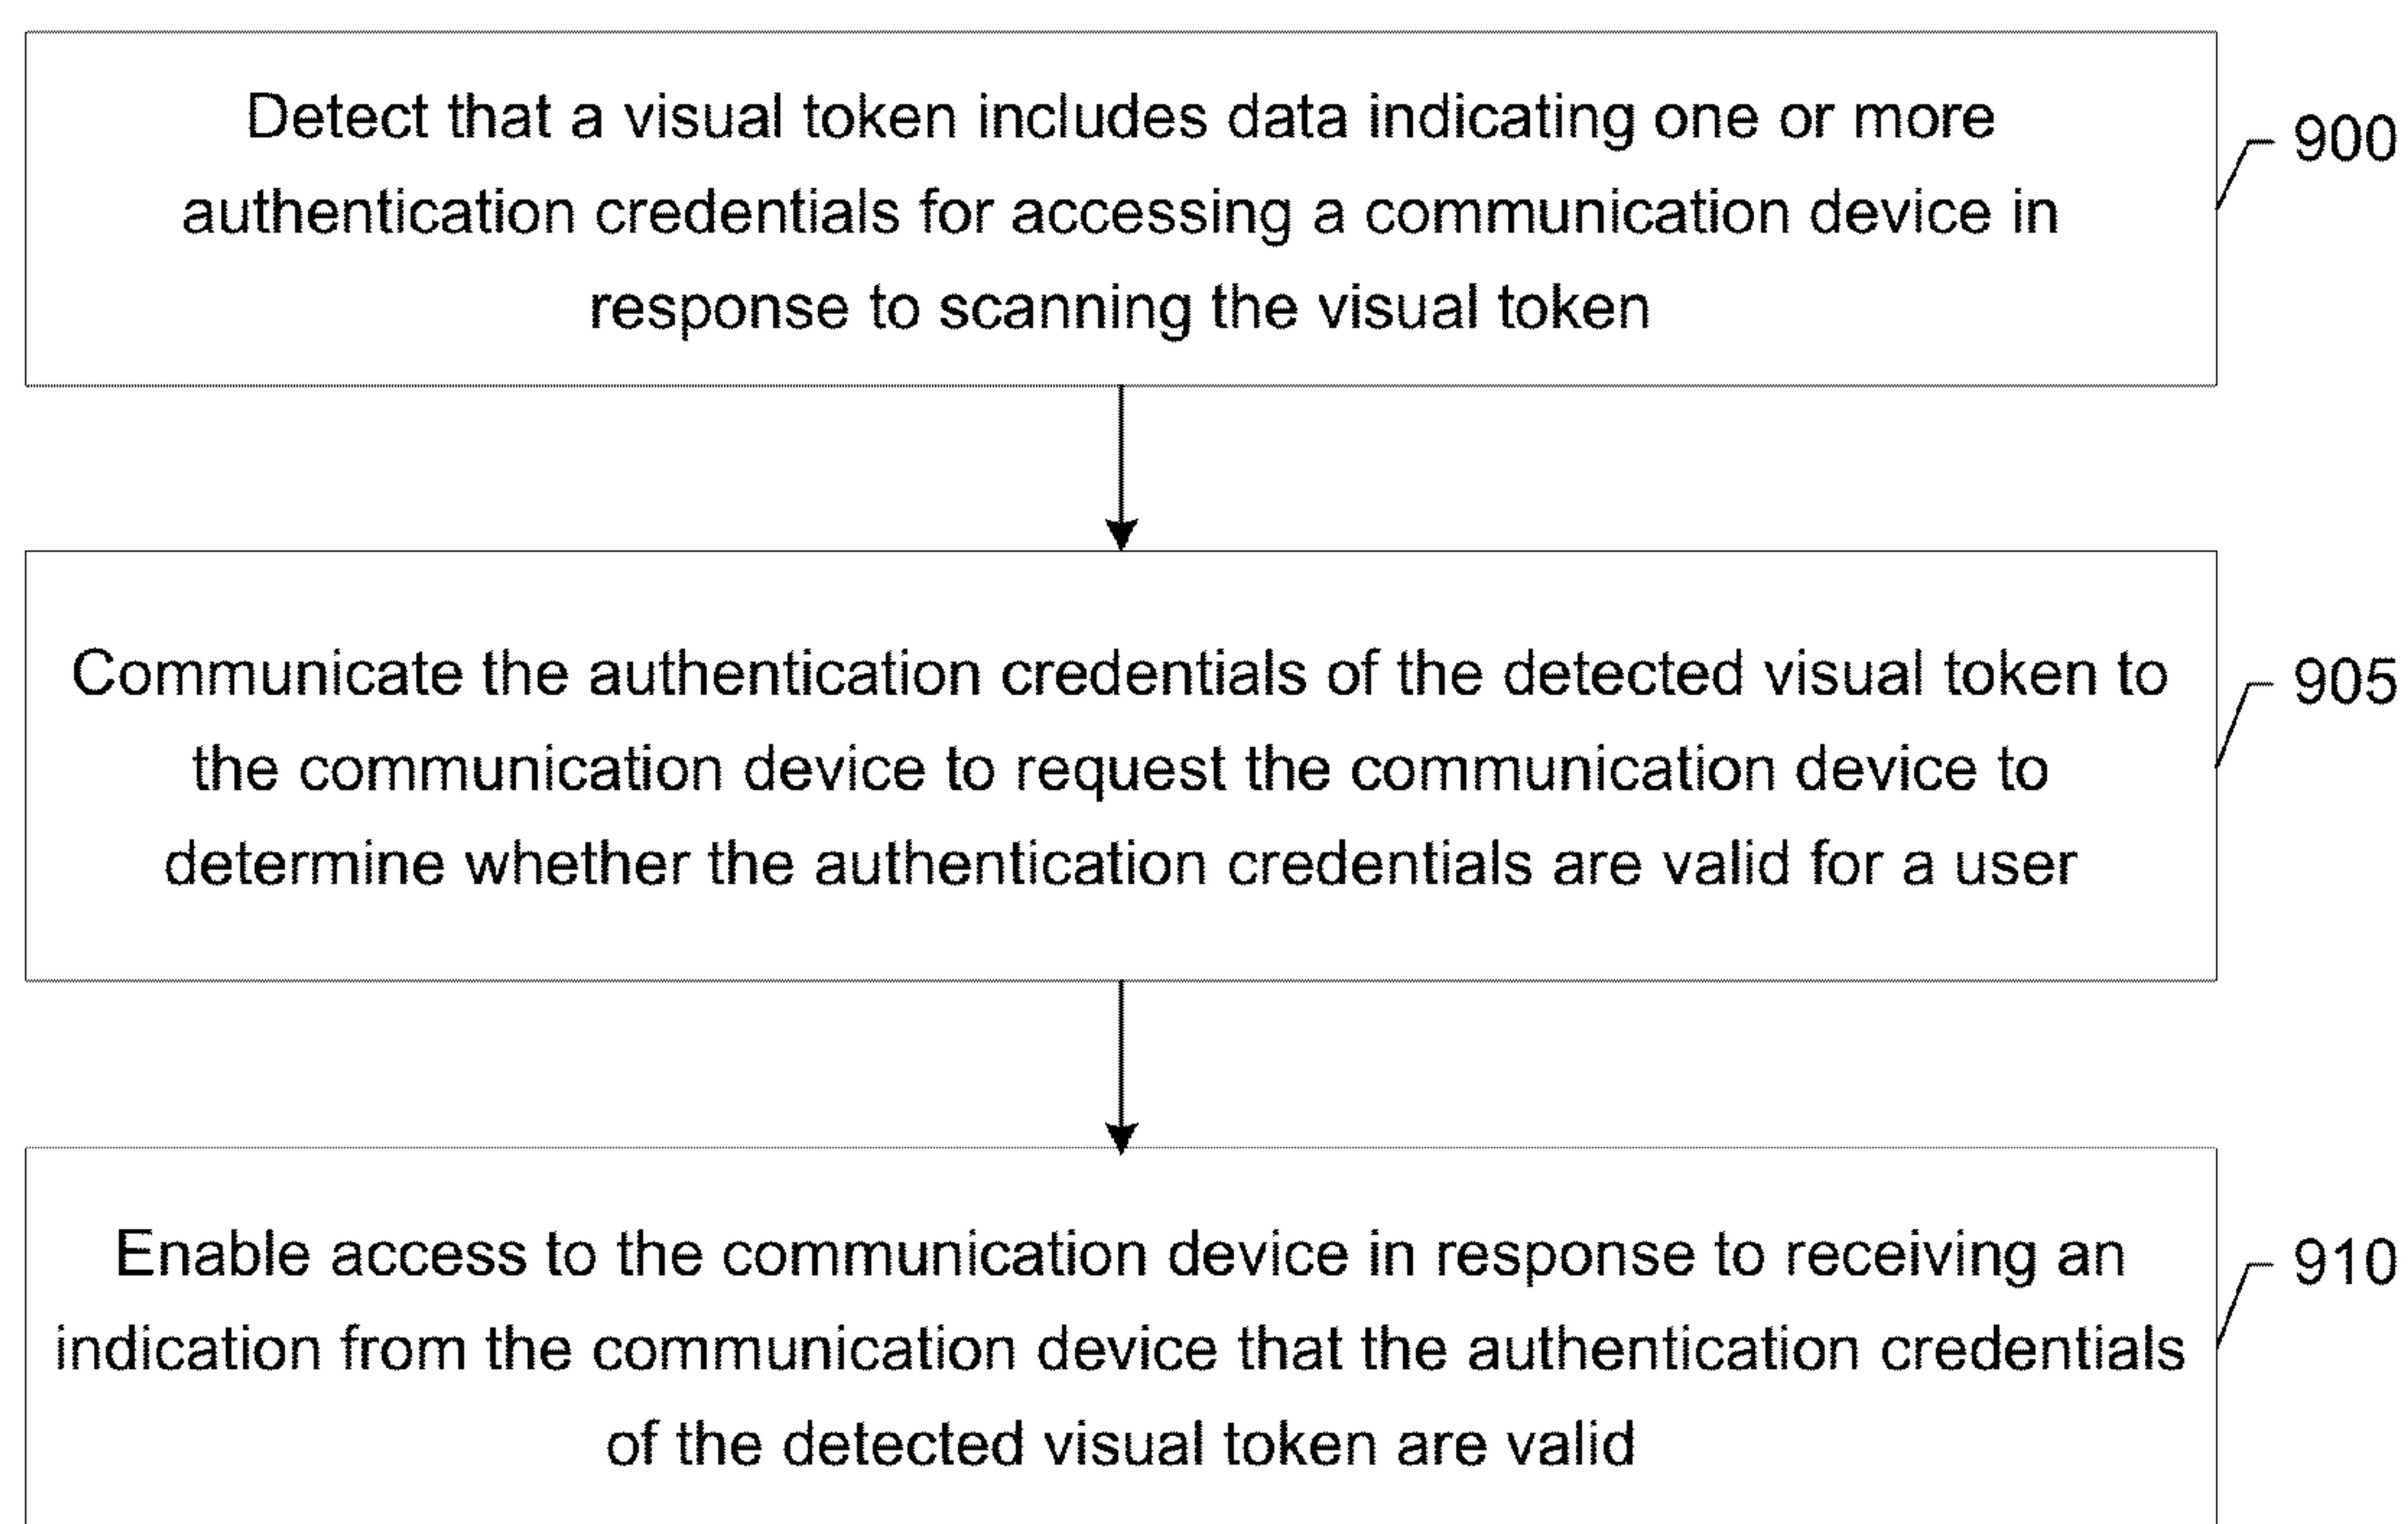 Detect that a visual token includes data indicating one or more
authentication credentials for accessing a communication device in
response to scanning the visual token
900
Communicate the authentication credentials of the detected visual token to
the communication device to request the communication device to
determine whether the authentication credentials are valid for a user
905
Enable access to the communication device in response to receiving an
indication from the communication device that the authentication credentials
of the detected visual token are valid
910